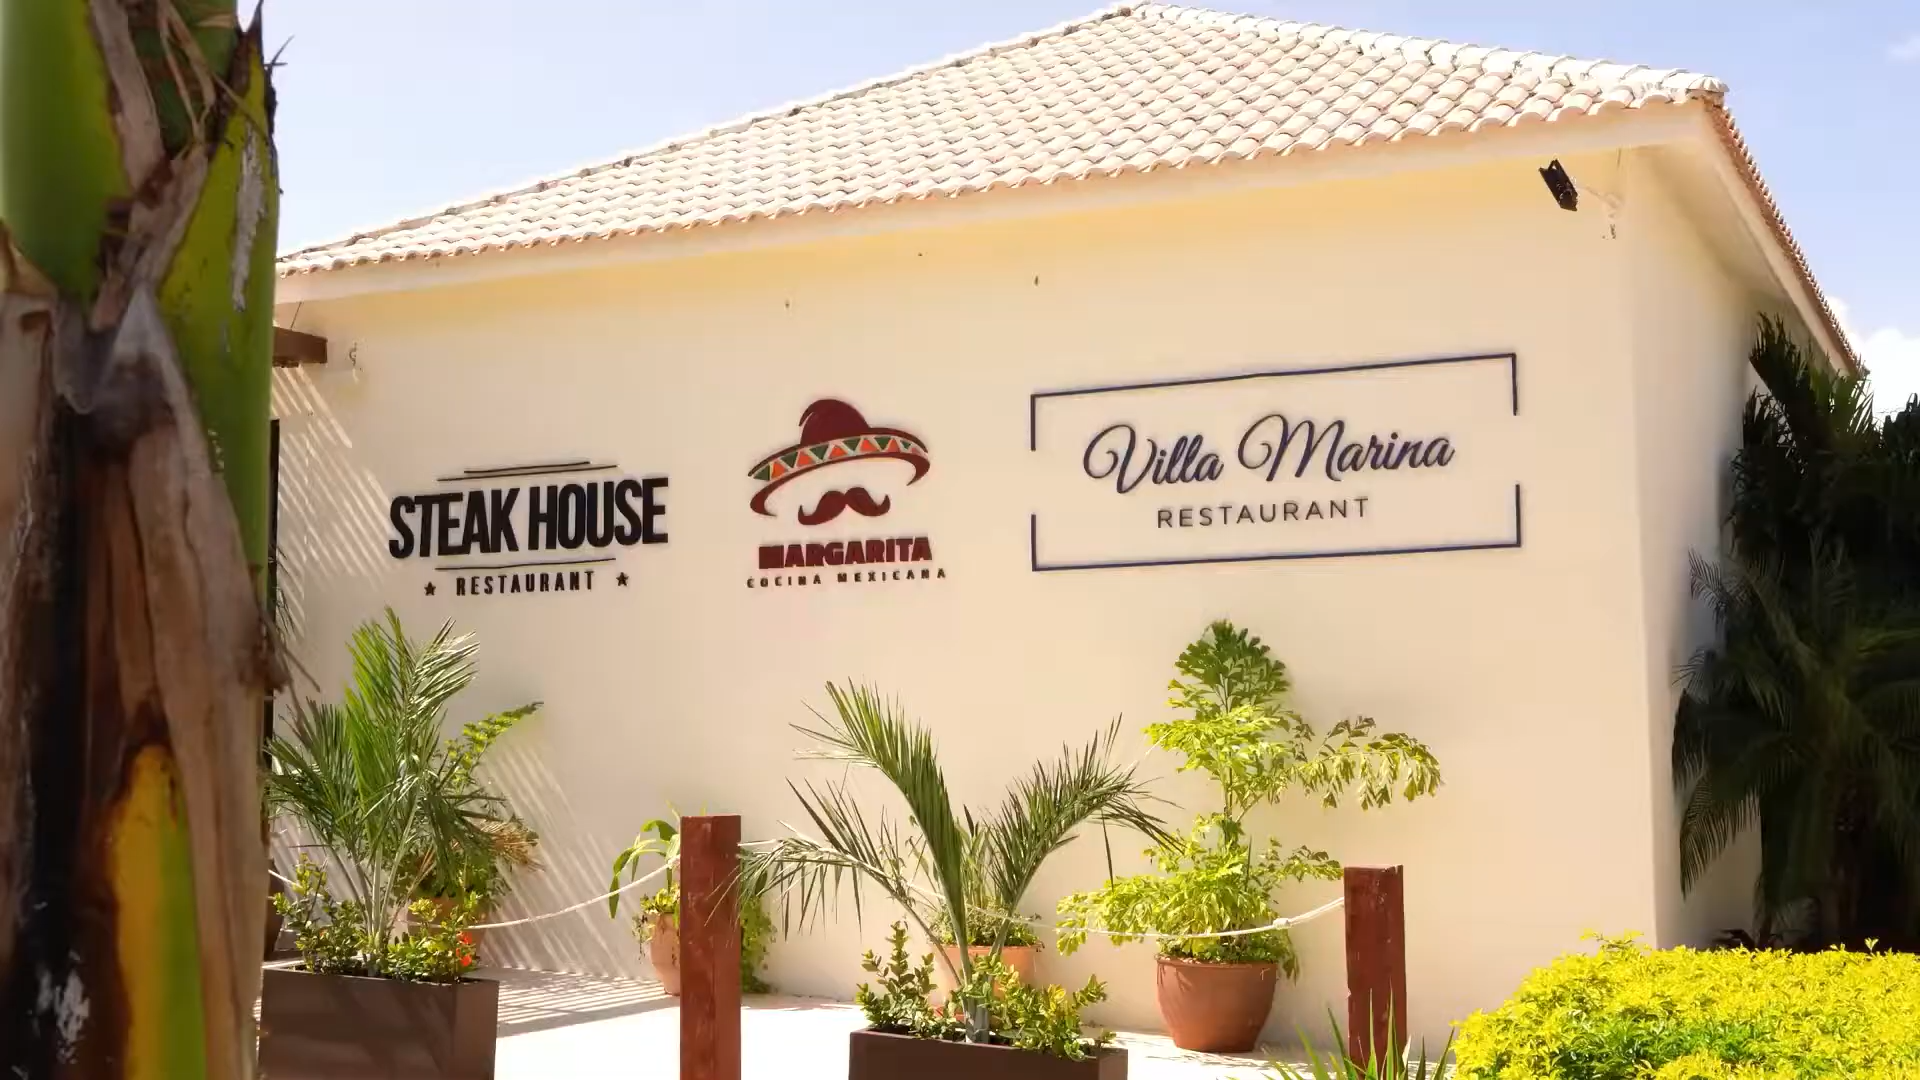 STEAK HOUSE
★ RESTAURANT ★
MARGARITA
COCINA MEXICANA
Villa Marina
RESTAURANT